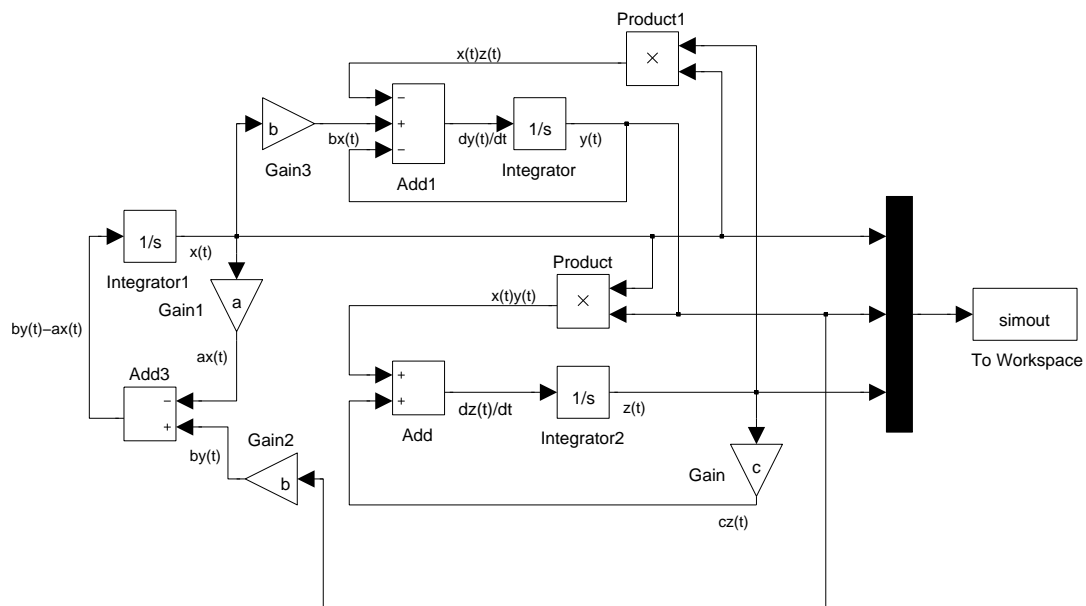 Product1
x(t)z(t)
×
−
b
+
bx(t)
dy(t)/dt
1/s
y(t)
−
Gain3
Add1
Integrator
1/s
x(t)
Integrator1
Product
Gain1
a
x(t)y(t)
×
simout
by(t)−ax(t)
ax(t)
To Workspace
Add3
+
−
+
dz(t)/dt
1/s
z(t)
+
Add
Integrator2
Gain2
by(t)
b
Gain
c
cz(t)